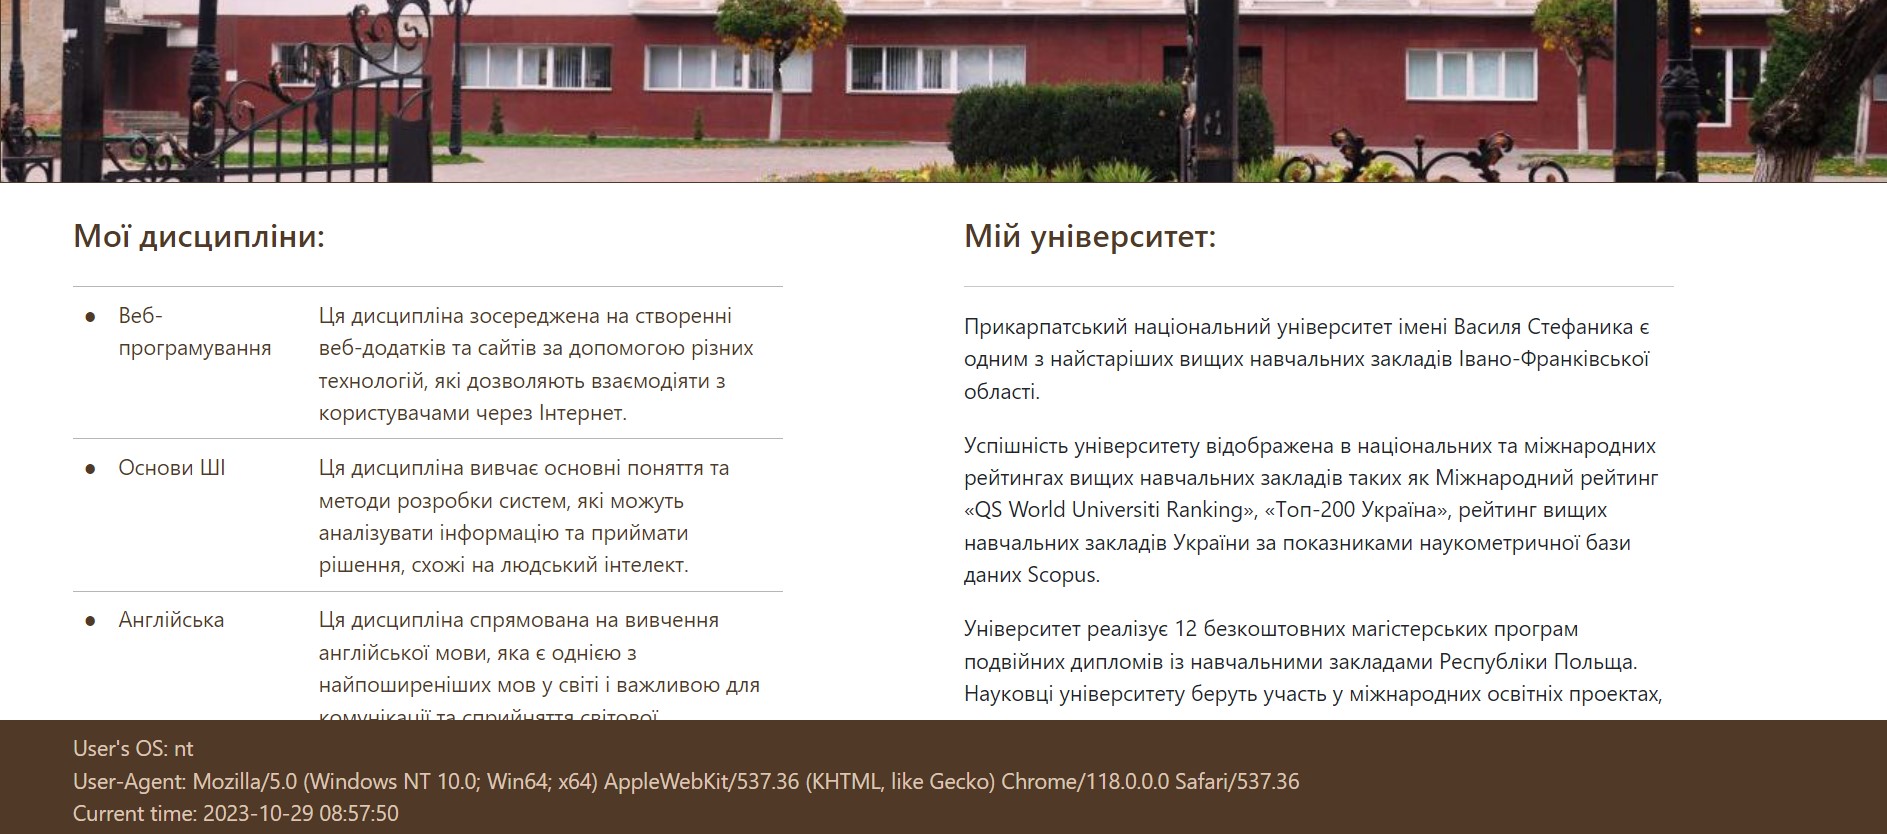 Мої дисципліни:
● Веб-
програмування
Ця дисципліна зосереджена на створенні
веб-додатків та сайтів за допомогою різних
технологій, які дозволяють взаємодіяти з
користувачами через Інтернет.
● Основи ШІ
Ця дисципліна вивчає основні поняття та
методи розробки систем, які можуть
аналізувати інформацію та приймати
рішення, схожі на людський інтелект.
● Англійська
Ця дисципліна спрямована на вивчення
англійської мови, яка є однією з
найпоширеніших мов у світі і важливою для
комунікації та сприйняття світової
Мій університет:
Прикарпатський національний університет імені Василя Стефаника є
одним з найстаріших вищих навчальних закладів Івано-Франківської
області.
Успішність університету відображена в національних та міжнародних
рейтингах вищих навчальних закладів таких як Міжнародний рейтинг
«QS World Universiti Ranking», «Топ-200 Україна», рейтинг вищих
навчальних закладів України за показниками наукометричної бази
даних Scopus.
Університет реалізує 12 безкоштовних магістерських програм
подвійних дипломів із навчальними закладами Республіки Польща.
Науковці університету беруть участь у міжнародних освітніх проектах,
User's OS: nt
User-Agent: Mozilla/5.0 (Windows NT 10.0; Win64; x64) AppleWebKit/537.36 (KHTML, like Gecko) Chrome/118.0.0.0 Safari/537.36
Current time: 2023-10-29 08:57:50